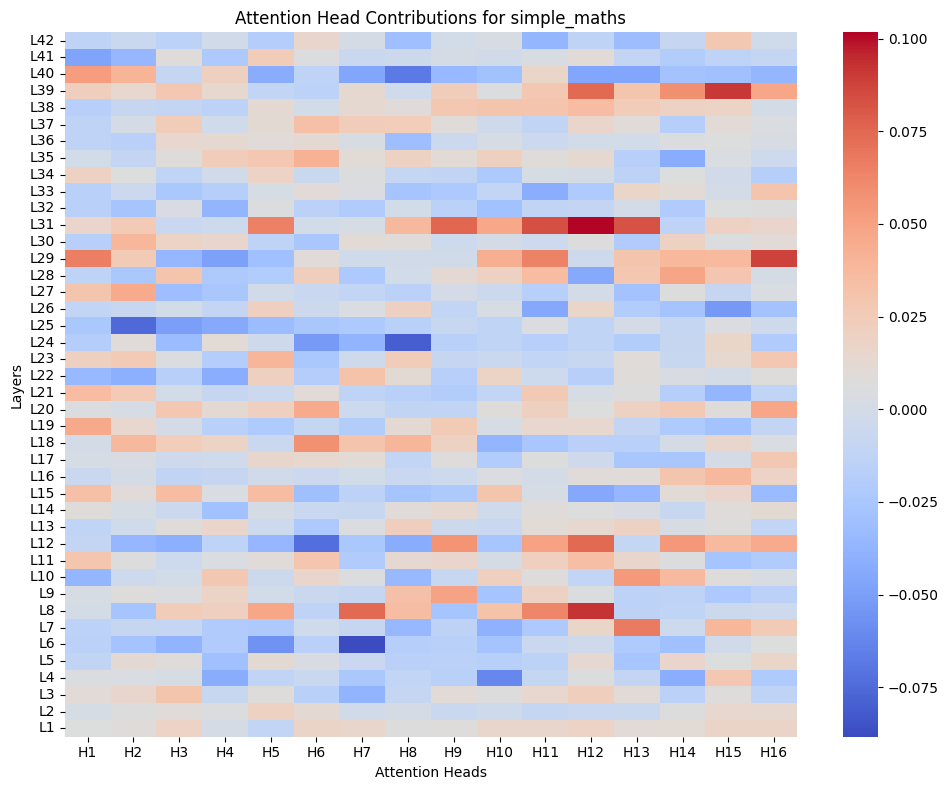 Attention Head Contributions for simple_maths
Layers
L42
L41
L40
L39
L38
L37
L36
L35
L34
L33
L32
L31
L30
L29
L28
L27
L26
L25
L24
L23
L22
L21
L20
L19
L18
L17
L16
L15
L14
L13
L12
L11
L10
L9
L8
L7
L6
L5
L4
L3
L2
L1
H1 H2 H3 H4 H5 H6 H7 H8 H9 H10 H11 H12 H13 H14 H15 H16
Attention Heads
0.100
0.075
0.050
0.025
0.000
−0.025
−0.050
−0.075